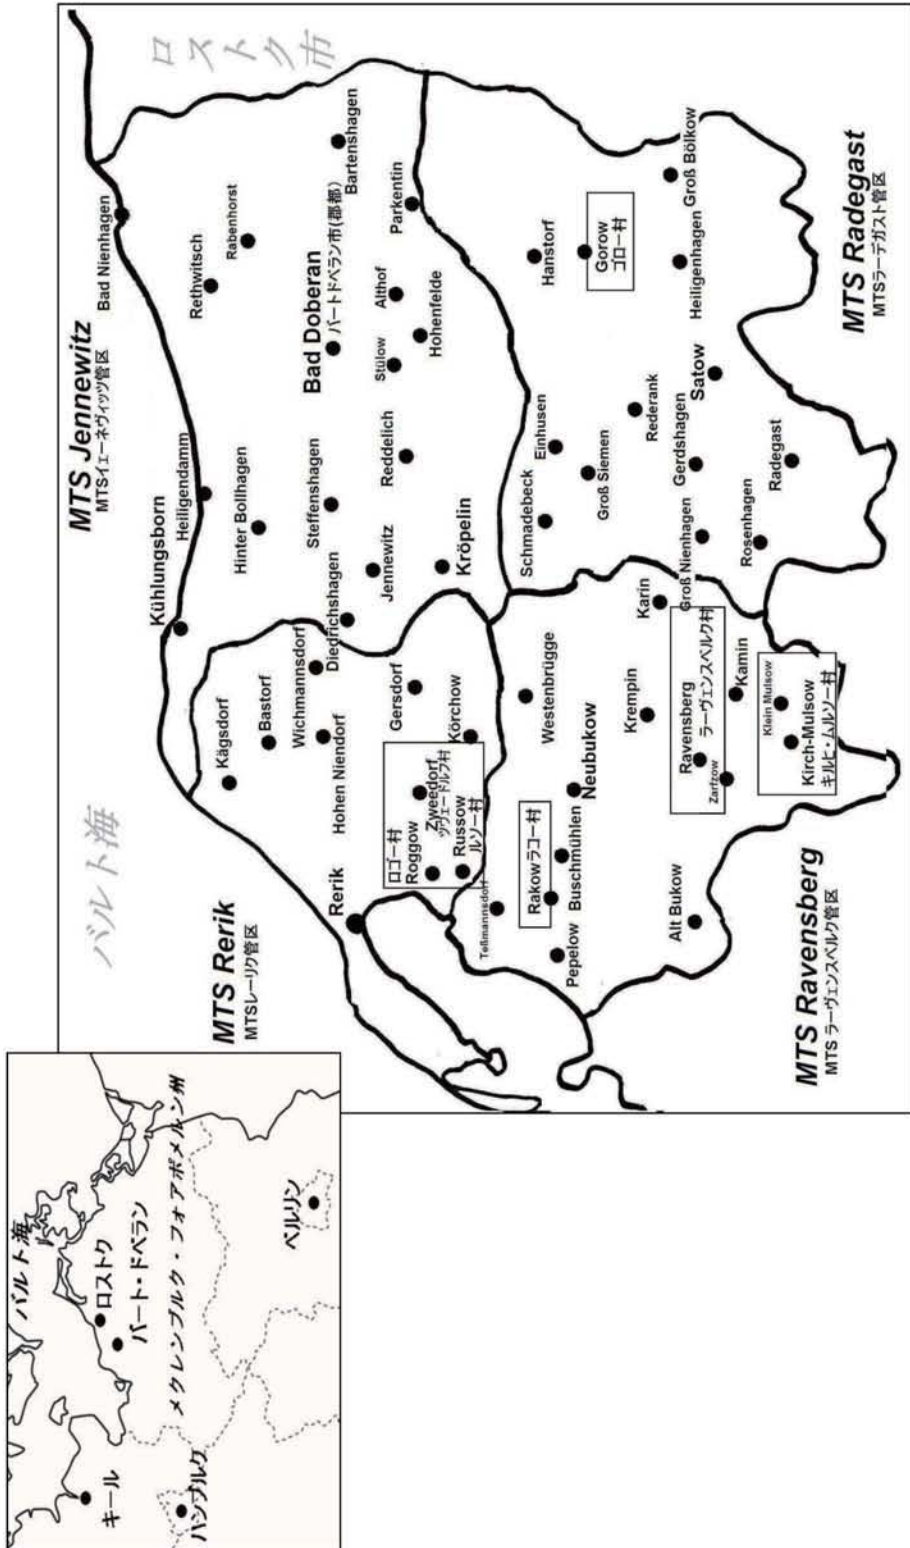 バルト海
キール
ロストク
バート・ドベラン
メクレンブルク・フォアポメルン州
ハンブルク
ベルリン
バルト海
ロストク市
MTS Jennewitz
MTSイェーネヴィッツ管区
MTS Rerik
MTSレーリク管区
MTS Ravensberg
MTS ラーヴェンスベルク管区
MTS Radegast
MTSラーデガスト管区
Bad Nienhagen
Rethwitsch
Rabenhorst
Bartenshagen
Parkentin
Kühlungsborn
Heiligendamm
Hinter Bollhagen
Bad Doberan
バートドベラン市(郡都)
Althof
Stülow
Hohenfelde
Steffenshagen
Reddelich
Diedrichshagen
Jennewitz
Kröpelin
Kägsdorf
Bastorf
Wichmannsdorf
Hohen Niendorf
Gersdorf
Körchow
Rerik
ロゴー村
Roggow
Zweedorf
ツヴェードルフ村
Russow
ルソー村
Teßmannsdorf
Westenbrügge
Neubukow
Rakowラコー村
Buschmühlen
Pepelow
Krempin
Karin
Ravensberg
ラーヴェンスベルク村
Zarfzow
Kamin
Alt Bukow
Klein Mulsow
Kirch-Mulsow
キルヒ・ムルソー村
Hanstorf
Gorow
ゴロー村
Groß Bölkow
Heiligenhagen
Satow
Einhusen
Schmadebeck
Groß Siemen
Rederank
Gerdshagen
Groß Nienhagen
Rosenhagen
Radegast